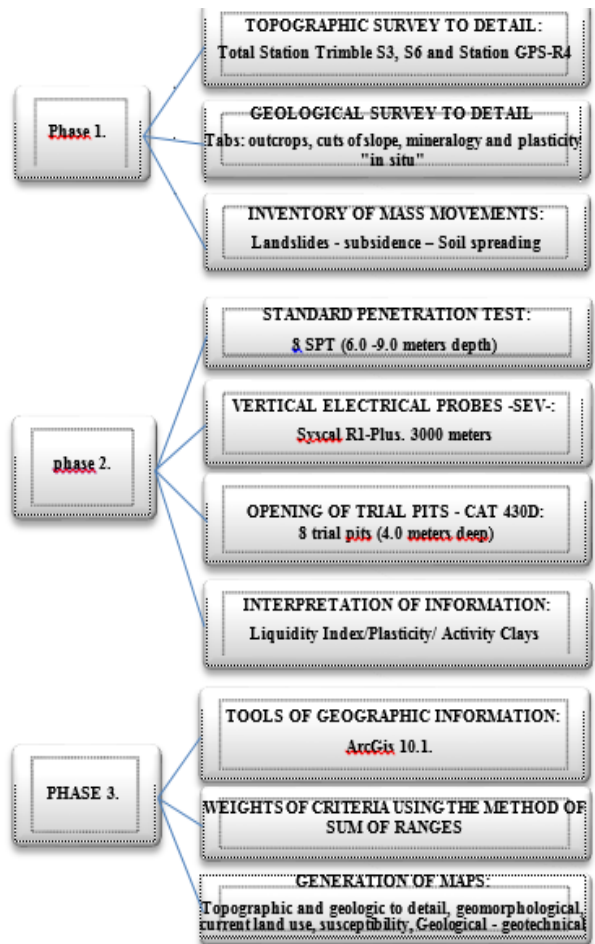 Phase 1.
TOPOGRAPHIC SURVEY TO DETAIL:
Total Station Trimble S3, S6 and Station GPS-R4
GEOLOGICAL SURVEY TO DETAIL
Tabs: outcrops, cuts of slope, mineralogy and plasticity
"in situ"
INVENTORY OF MASS MOVEMENTS:
Landslides - subsidence – Soil spreading
phase 2.
STANDARD PENETRATION TEST:
8 SPT (6.0 -9.0 meters depth)
VERTICAL ELECTRICAL PROBES -SEV-:
Syscal R1-Plus. 3000 meters
OPENING OF TRIAL PITS - CAT 430D:
8 trial pits (4.0 meters deep)
INTERPRETATION OF INFORMATION:
Liquidity Index/Plasticity/ Activity Clays
PHASE 3.
TOOLS OF GEOGRAPHIC INFORMATION:
ArcGis 10.1.
WEIGHTS OF CRITERIA USING THE METHOD OF
SUM OF RANGES
GENERATION OF MAPS:
Topographic and geologic to detail, geomorphological,
current land use, susceptibility, Geological - geotechnical